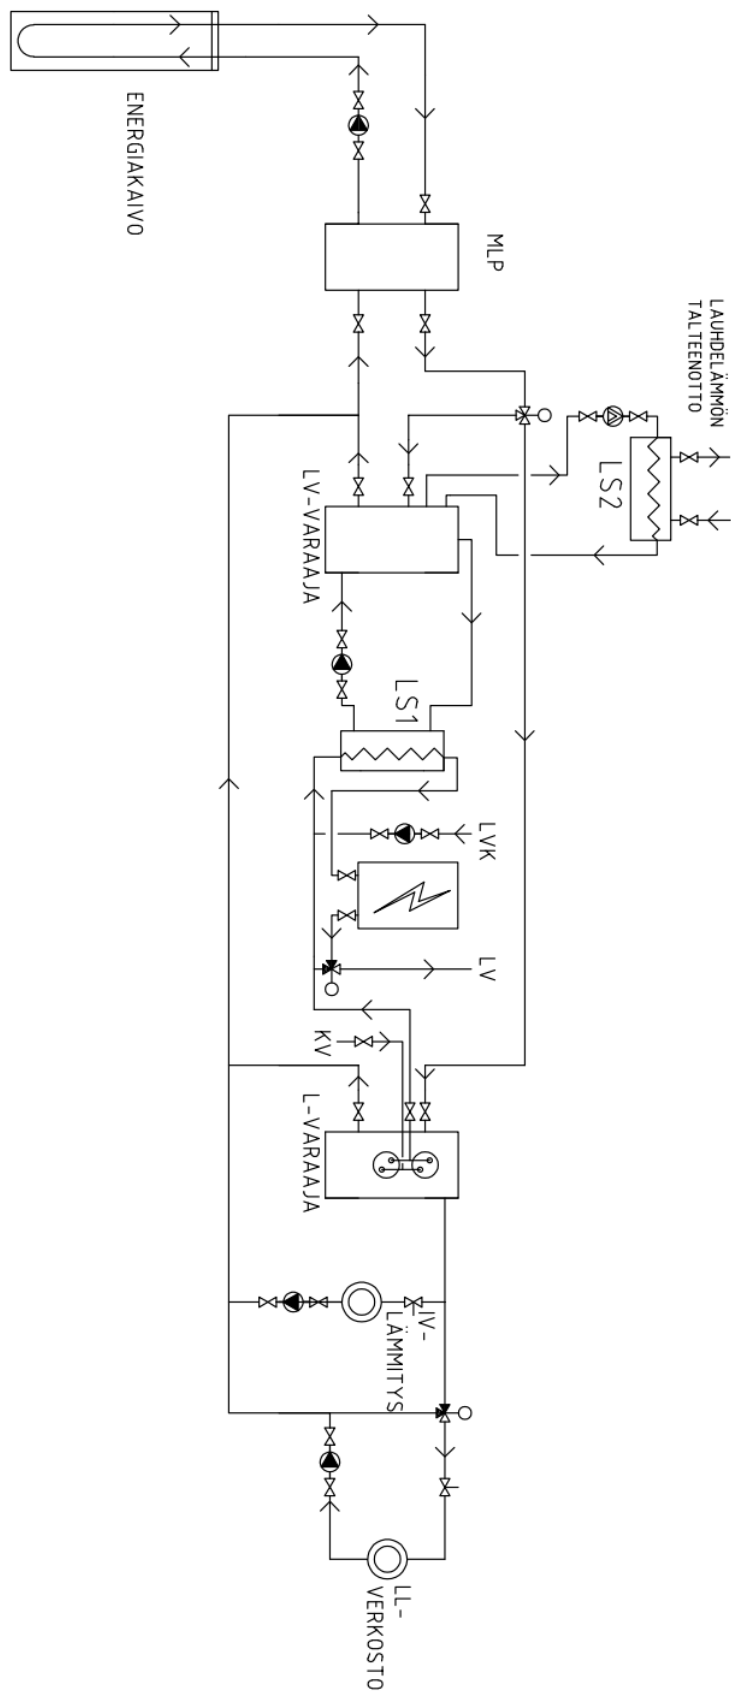 ENERGIAKAIVO
MLP
LAUHDELÄMMÖN
TALTEENOTTO
LS2
LV-VARAAJA
LS1
LVK
LV
KV
L-VARAAJA
IV-
LÄMMITYS
LL-
VERKOSTO